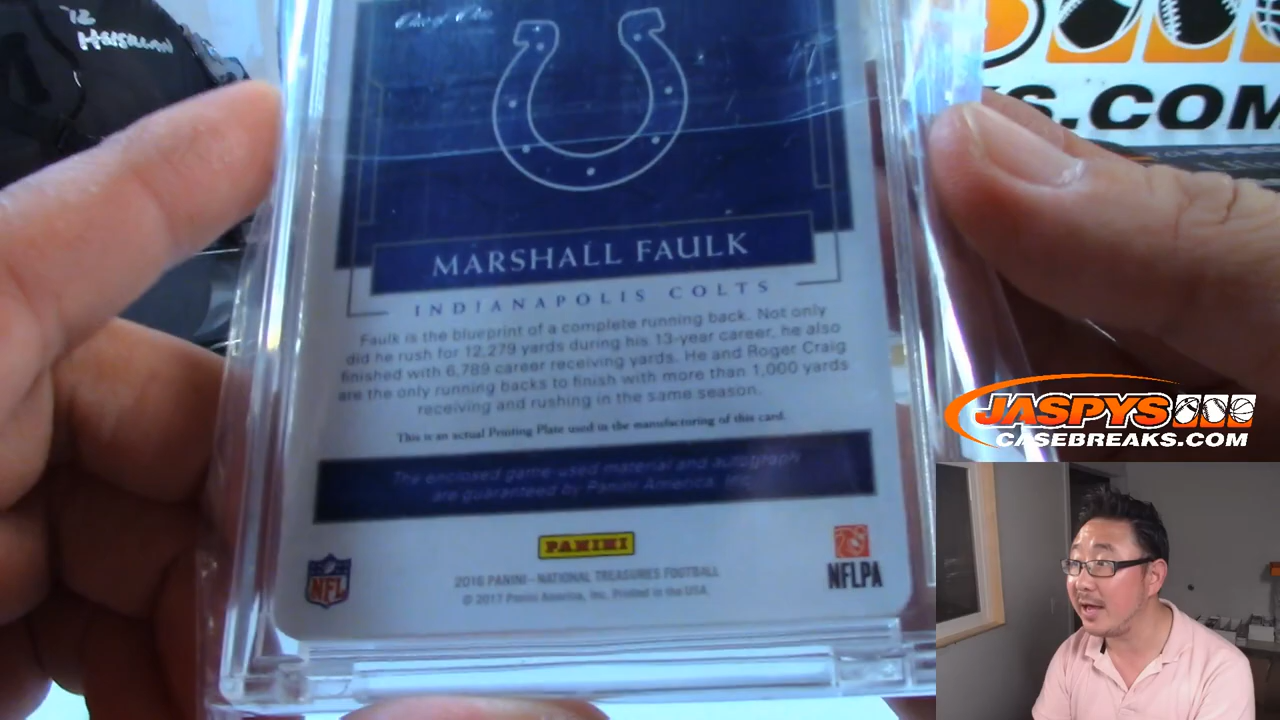 '72
HEISMAN
One of One
S.COM
MARSHALL FAULK
INDIANAPOLIS COLTS
Faulk is the blueprint of a complete running back. Not only
did he rush for 12,279 yards during his 13-year career, he also
finished with 6,789 career receiving yards. He and Roger Craig
are the only running backs to finish with more than 1,000 yards
receiving and rushing in the same season.
This is an actual Printing Plate used in the manufacturing of this card.
The enclosed game-used material and autograph
are guaranteed by Panini America, Inc.
PANINI
NFL
NFLPA
2016 PANINI - NATIONAL TREASURES FOOTBALL
© 2017 Panini America, Inc. Printed in the USA.
JASPYS
CASEBREAKS.COM